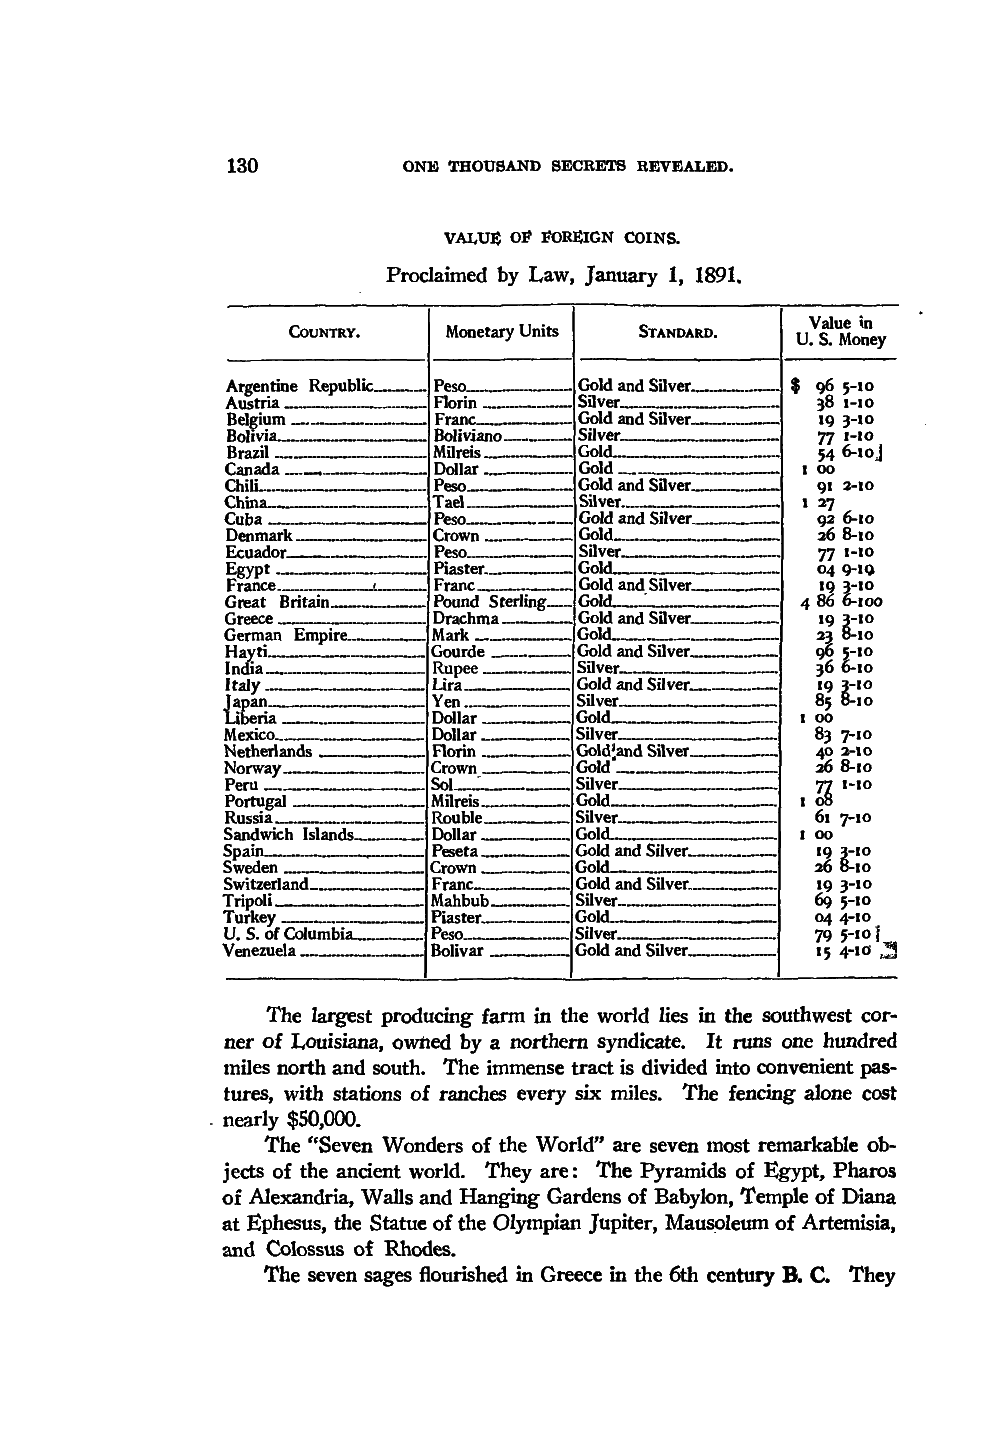 130 ONE THOUSAND SECRETS REVEALED.
VALUE OF FOREIGN COINS.
Proclaimed by Law, January 1, 1891.
COUNTRY. Monetary Units STANDARD. Value in U. S. Money
Argentine Republic Peso Gold and Silver $ 96 5-10
Austria Florin Silver 38 1-10
Belgium Franc Gold and Silver 19 3-10
Bolivia Boliviano Silver 77 1-10
Brazil Milreis Gold 54 6-10
Canada Dollar Gold 1 00
Chili Peso Gold and Silver 91 2-10
China Tael Silver 1 27
Cuba Peso Gold and Silver 92 6-10
Denmark Crown Gold 26 8-10
Ecuador Peso Silver 77 1-10
Egypt Piaster Gold 04 9-10
France Franc Gold and Silver 19 3-10
Great Britain Pound Sterling Gold 4 86 6-100
Greece Drachma Gold and Silver 19 3-10
German Empire Mark Gold 23 8-10
Hayti Gourde Gold and Silver 96 5-10
India Rupee Silver 36 6-10
Italy Lira Gold and Silver 19 3-10
Japan Yen Silver 85 8-10
Liberia Dollar Gold 1 00
Mexico Dollar Silver 83 7-10
Netherlands Florin Gold and Silver 40 2-10
Norway Crown Gold 26 8-10
Peru Sol Silver 77 1-10
Portugal Milreis Gold 1 08
Russia Rouble Silver 61 7-10
Sandwich Islands Dollar Gold 1 00
Spain Peseta Gold and Silver 19 3-10
Sweden Crown Gold 26 8-10
Switzerland Franc Gold and Silver 19 3-10
Tripoli Mahbub Silver 69 5-10
Turkey Piaster Gold 04 4-10
U. S. of Columbia Peso Silver 79 5-10
Venezuela Bolivar Gold and Silver 15 4-10
The largest producing farm in the world lies in the southwest cor-
ner of Louisiana, owned by a northern syndicate. It runs one hundred
miles north and south. The immense tract is divided into convenient pas-
tures, with stations of ranches every six miles. The fencing alone cost
nearly $50,000.
The "Seven Wonders of the World" are seven most remarkable ob-
jects of the ancient world. They are: The Pyramids of Egypt, Pharos
of Alexandria, Walls and Hanging Gardens of Babylon, Temple of Diana
at Ephesus, the Statue of the Olympian Jupiter, Mausoleum of Artemisia,
and Colossus of Rhodes.
The seven sages flourished in Greece in the 6th century B. C. They